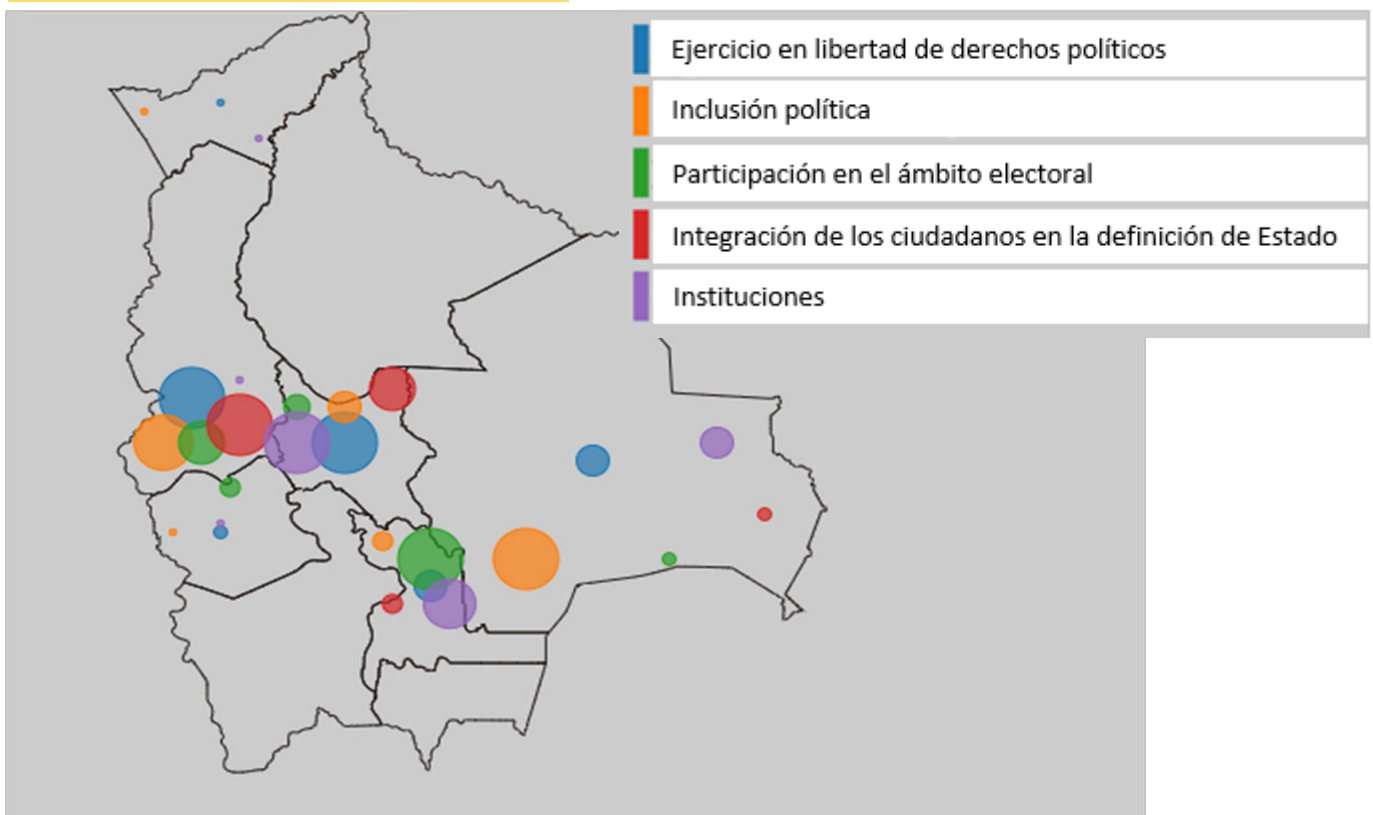 Ejercicio en libertad de derechos políticos
Inclusión política
Participación en el ámbito electoral
Integración de los ciudadanos en la definición de Estado
Instituciones